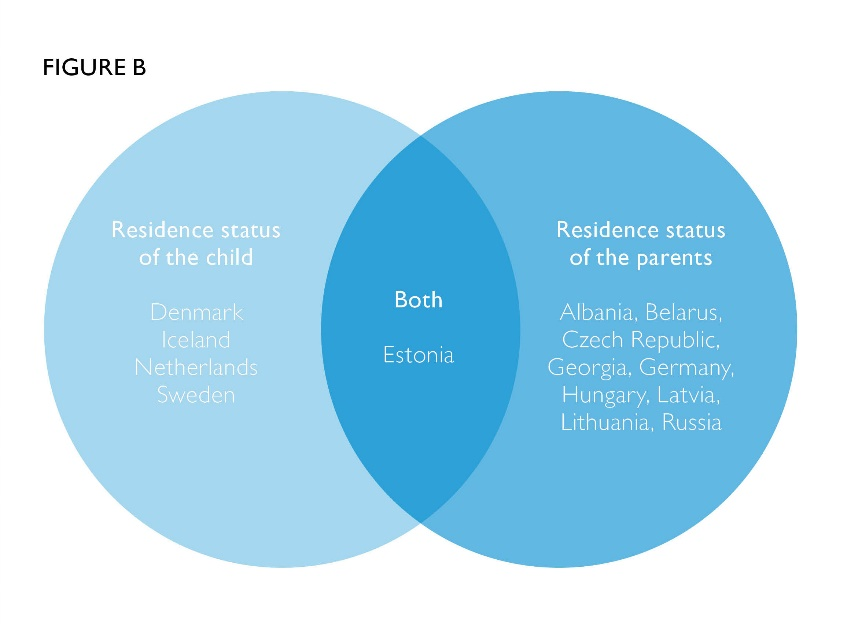 FIGURE B
Residence status
of the child
Denmark
Iceland
Netherlands
Sweden
Both
Estonia
Residence status
of the parents
Albania, Belarus,
Czech Republic,
Georgia, Germany,
Hungary, Latvia,
Lithuania, Russia